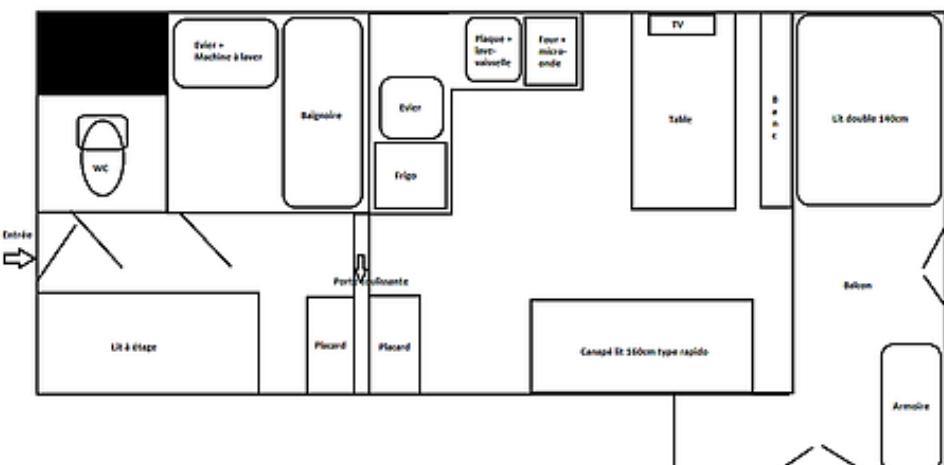 TV
Evier +
Machine à laver
Plaque +
lave-
vaisselle
Four +
micro-
onde
Baignoire
Evier
Table
B
a
n
c
Lit double 140cm
WC
Frigo
Entrée
Porte coulissante
Balcon
Lit à étage
Placard
Placard
Canapé lit 160cm type rapido
Armoire